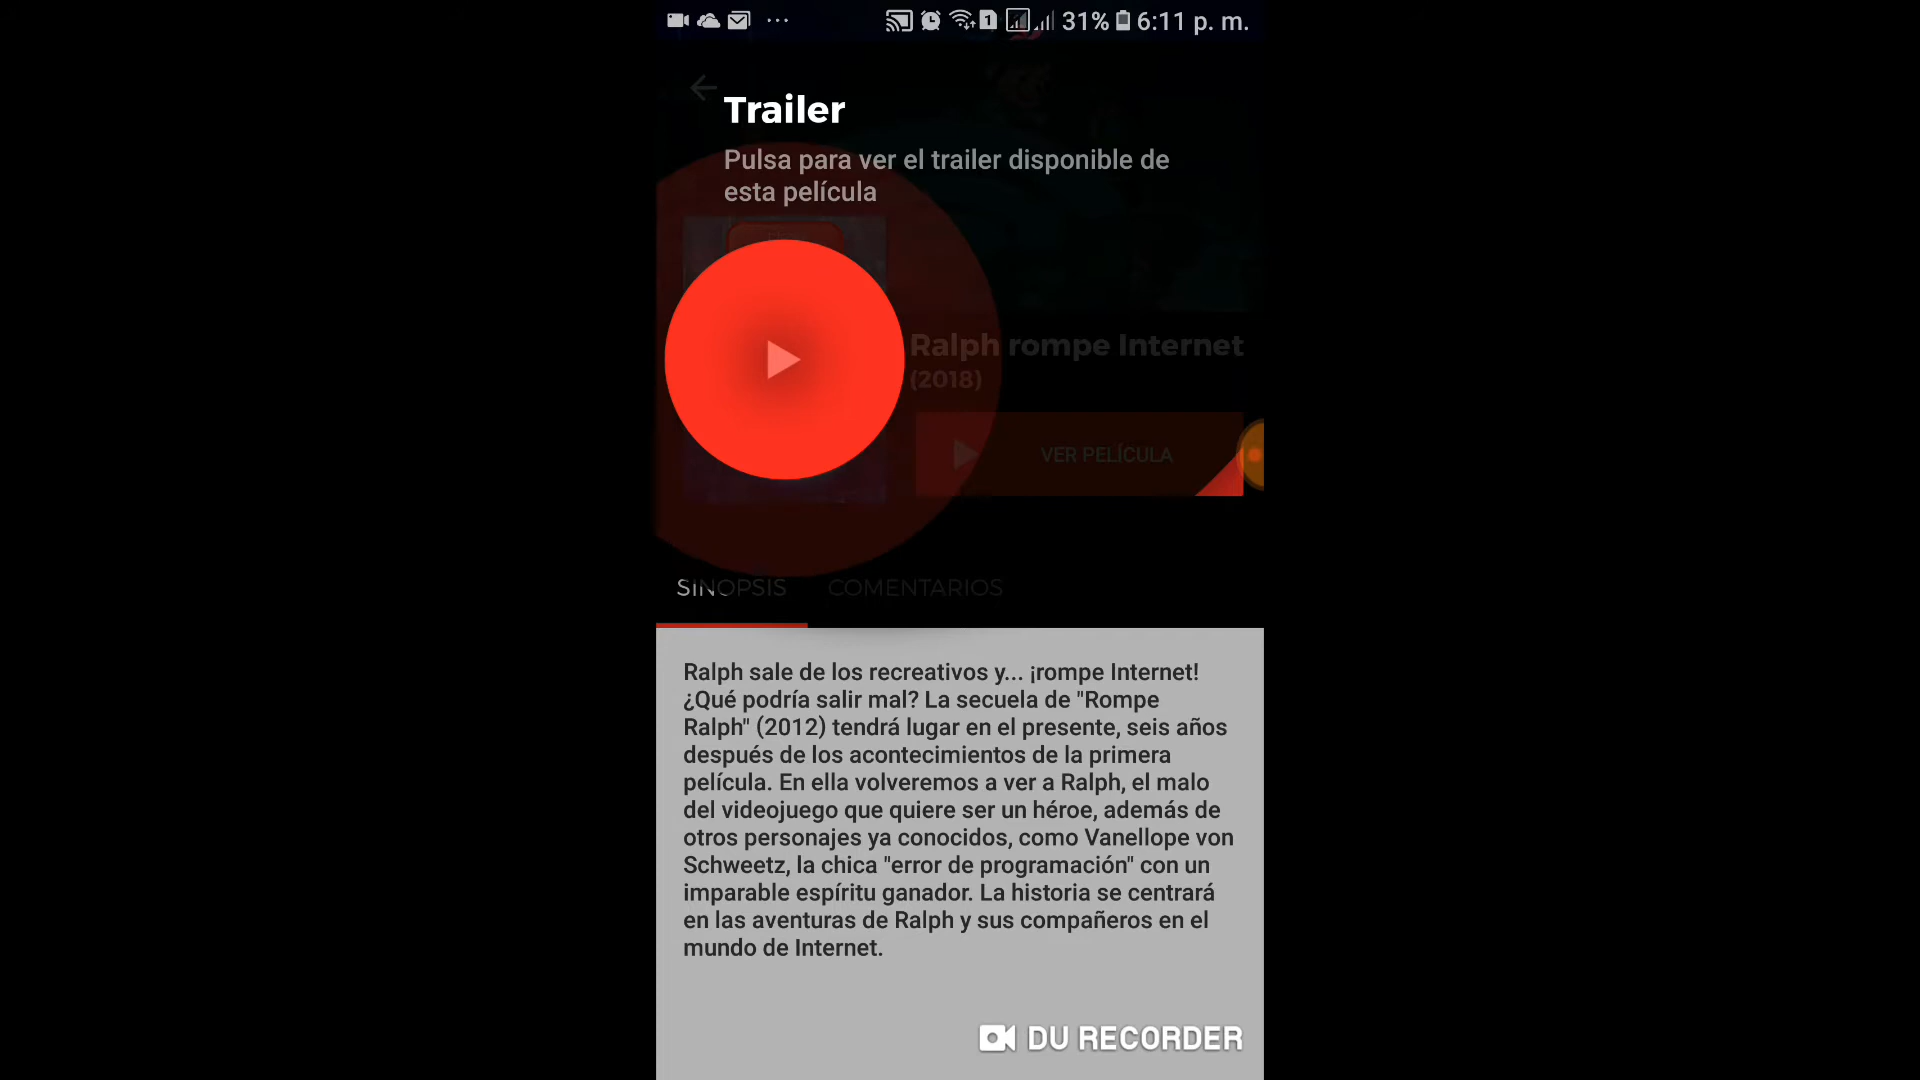 31% 6:11 p. m.
Trailer
Pulsa para ver el trailer disponible de
esta película
Ralph rompe Internet
(2018)
VER PELÍCULA
SINOPSIS COMENTARIOS
Ralph sale de los recreativos y... ¡rompe Internet!
¿Qué podría salir mal? La secuela de "Rompe
Ralph" (2012) tendrá lugar en el presente, seis años
después de los acontecimientos de la primera
película. En ella volveremos a ver a Ralph, el malo
del videojuego que quiere ser un héroe, además de
otros personajes ya conocidos, como Vanellope von
Schweetz, la chica "error de programación" con un
imparable espíritu ganador. La historia se centrará
en las aventuras de Ralph y sus compañeros en el
mundo de Internet.
DU RECORDER